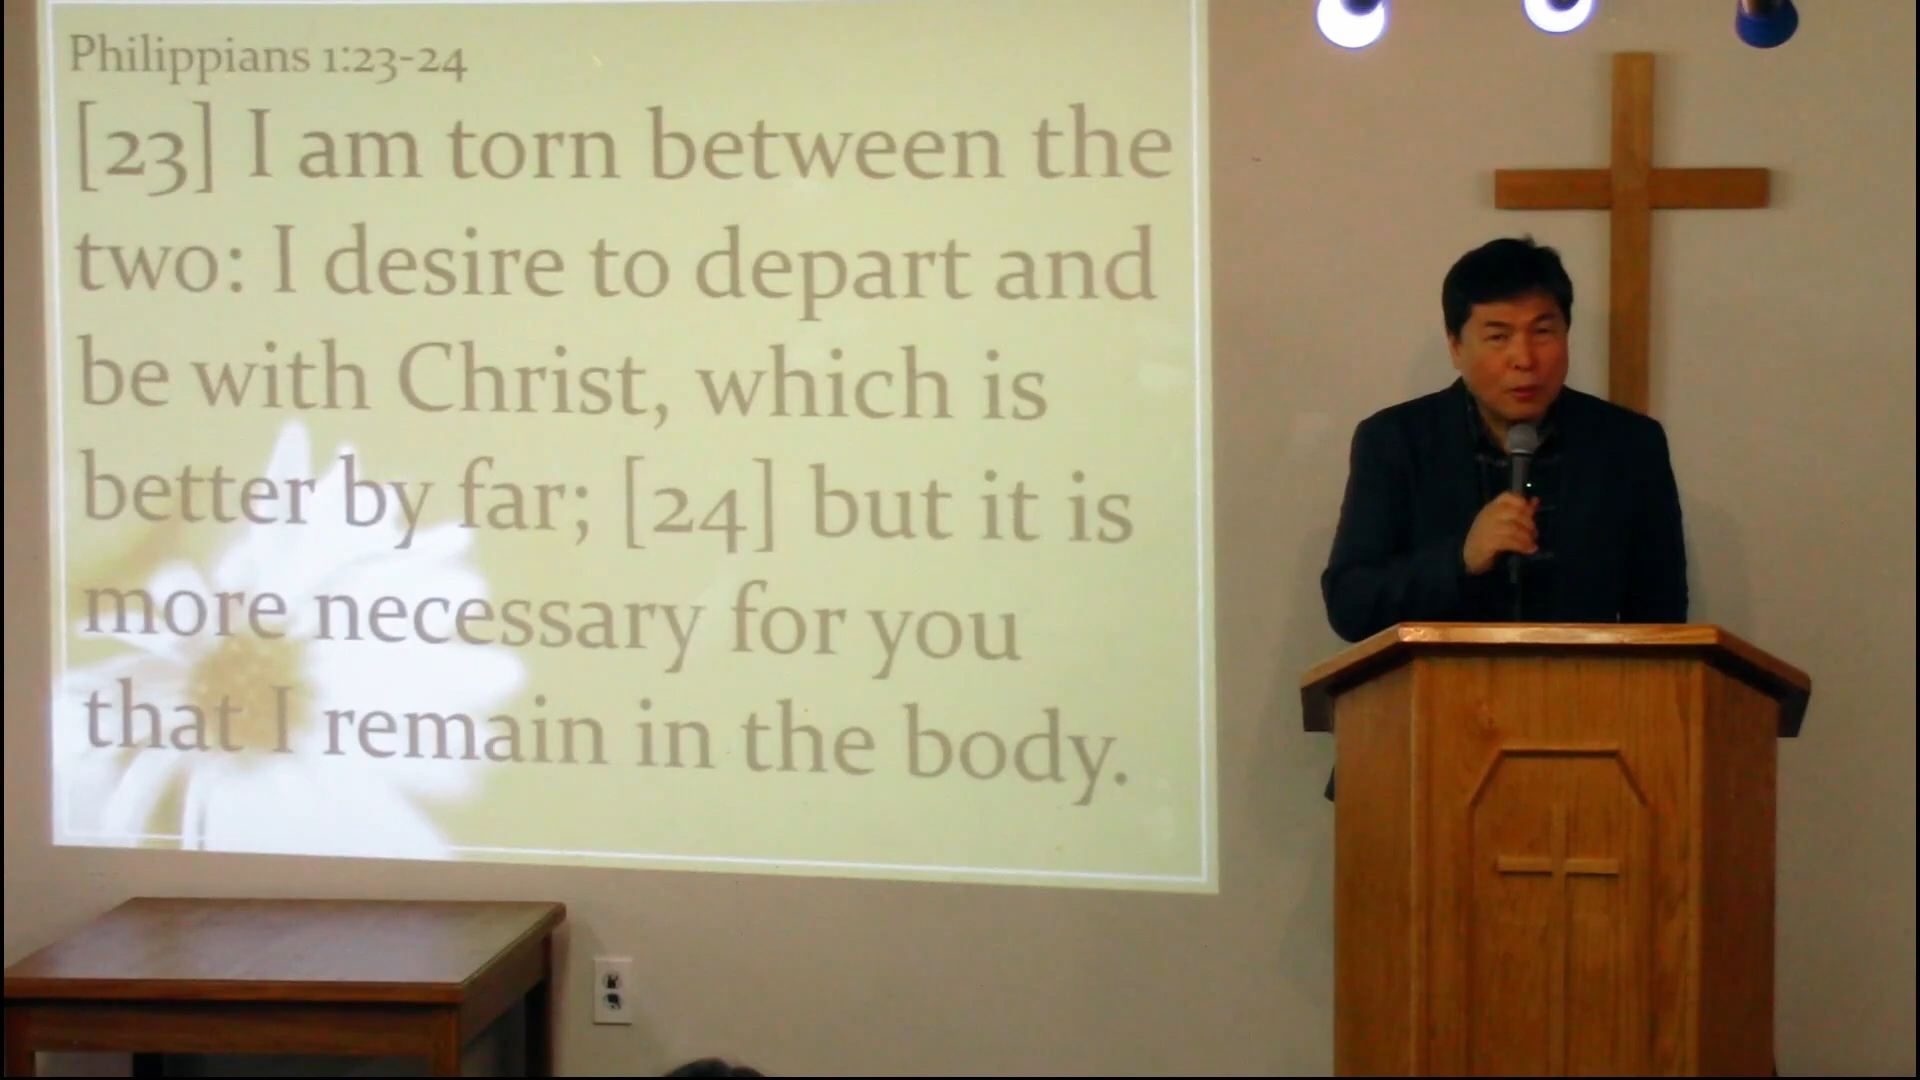 Philippians 1:23-24
[23] I am torn between the
two: I desire to depart and
be with Christ, which is
better by far; [24] but it is
more necessary for you
that I remain in the body.